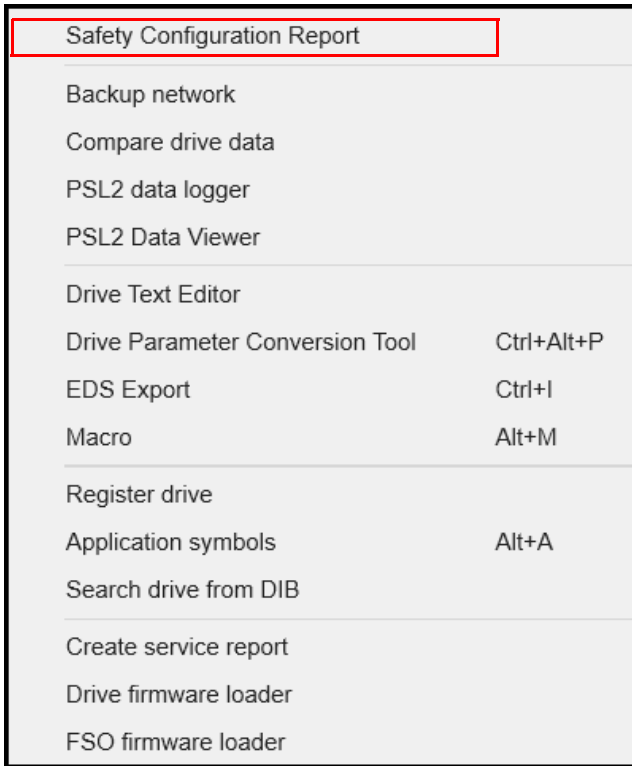 Safety Configuration Report
Backup network
Compare drive data
PSL2 data logger
PSL2 Data Viewer
Drive Text Editor
Drive Parameter Conversion Tool Ctrl+Alt+P
EDS Export Ctrl+I
Macro Alt+M
Register drive
Application symbols Alt+A
Search drive from DIB
Create service report
Drive firmware loader
FSO firmware loader